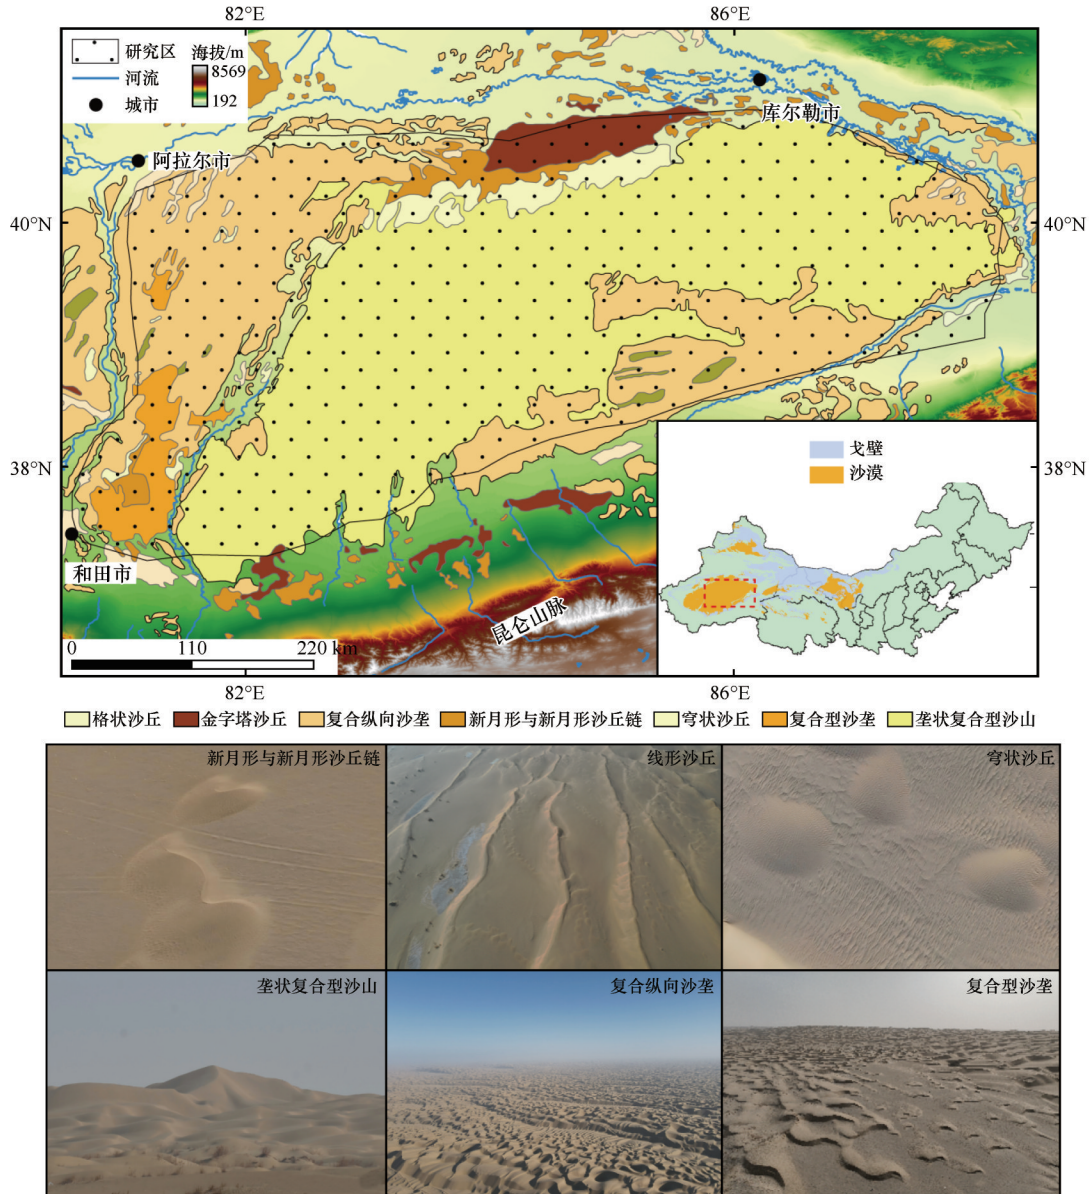 82°E 86°E
研究区
河流
城市
海拔/m
8569
192
库尔勒市
阿拉尔市
40°N 40°N
38°N 38°N
戈壁
沙漠
和田市
昆仑山脉
0 110 220 km
82°E 86°E
格状沙丘 金字塔沙丘 复合纵向沙垄 新月形与新月形沙丘链 穹状沙丘 复合型沙垄 垄状复合型沙山
新月形与新月形沙丘链 线形沙丘 穹状沙丘
垄状复合型沙山 复合纵向沙垄 复合型沙垄